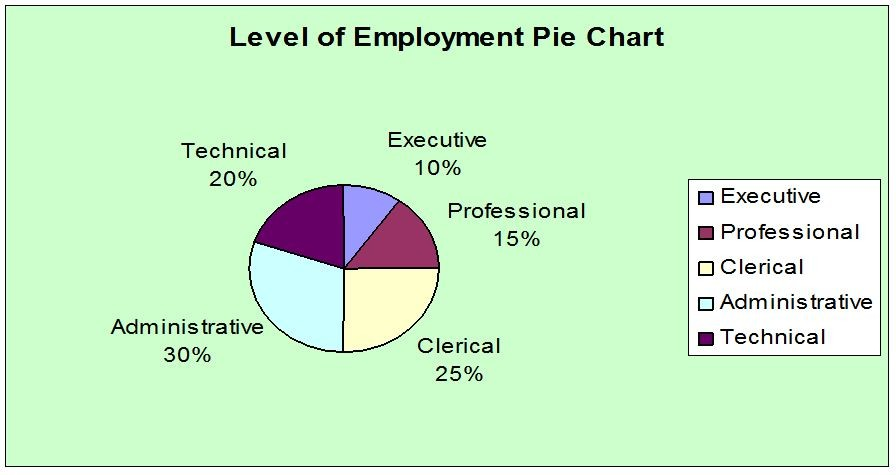 Level of Employment Pie Chart
Executive
10%
Technical
20%
Professional
15%
Administrative
30%
Clerical
25%
Executive
Professional
Clerical
Administrative
Technical